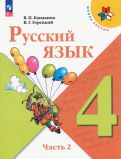 В. П. Канакина
В. Г. Горецкий
Русский язык
Часть 2
4